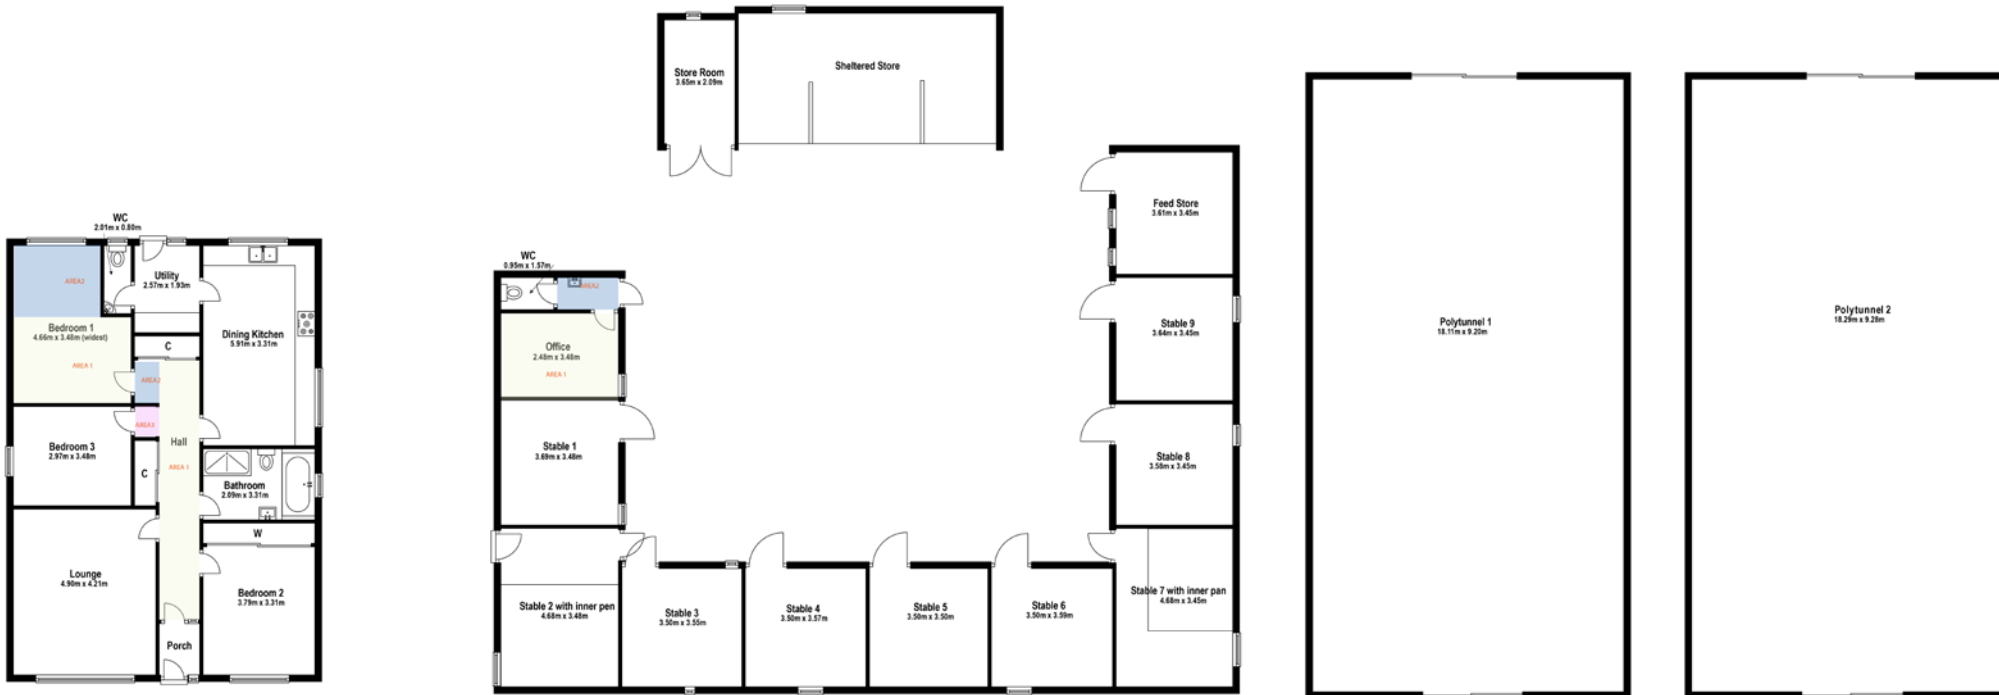 WC
2.01m x 0.80m
AREA2
Utility
2.57m x 1.93m
Bedroom 1
4.66m x 3.48m (widest)
AREA 1
Dining Kitchen
5.91m x 3.31m
C
AREA2
AREA3
Hall
AREA 1
Bedroom 3
2.97m x 3.48m
C
Bathroom
2.09m x 3.31m
W
Lounge
4.90m x 4.21m
Bedroom 2
3.79m x 3.31m
Porch
Store Room
3.65m x 2.09m
Sheltered Store
WC
0.95m x 1.57m
AREA2
Office
2.48m x 3.48m
AREA 1
Stable 1
3.69m x 3.48m
Stable 2 with inner pen
4.68m x 3.48m
Stable 3
3.50m x 3.55m
Stable 4
3.50m x 3.57m
Stable 5
3.50m x 3.50m
Stable 6
3.50m x 3.59m
Stable 7 with inner pan
4.68m x 3.45m
Stable 8
3.58m x 3.45m
Stable 9
3.64m x 3.45m
Feed Store
3.61m x 3.45m
Polytunnel 1
18.11m x 9.20m
Polytunnel 2
18.29m x 9.28m